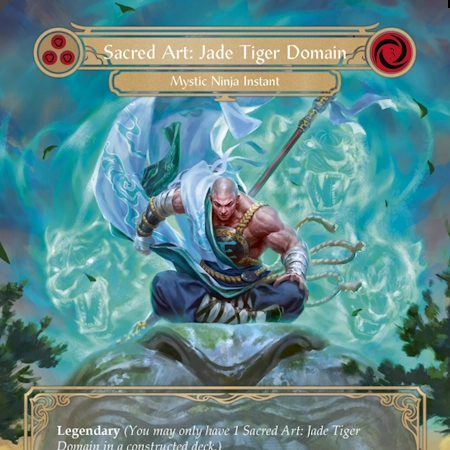 Sacred Art: Jade Tiger Domain
Mystic Ninja Instant
Legendary (You may only have 1 Sacred Art: Jade Tiger
Domain in a constructed deck.)